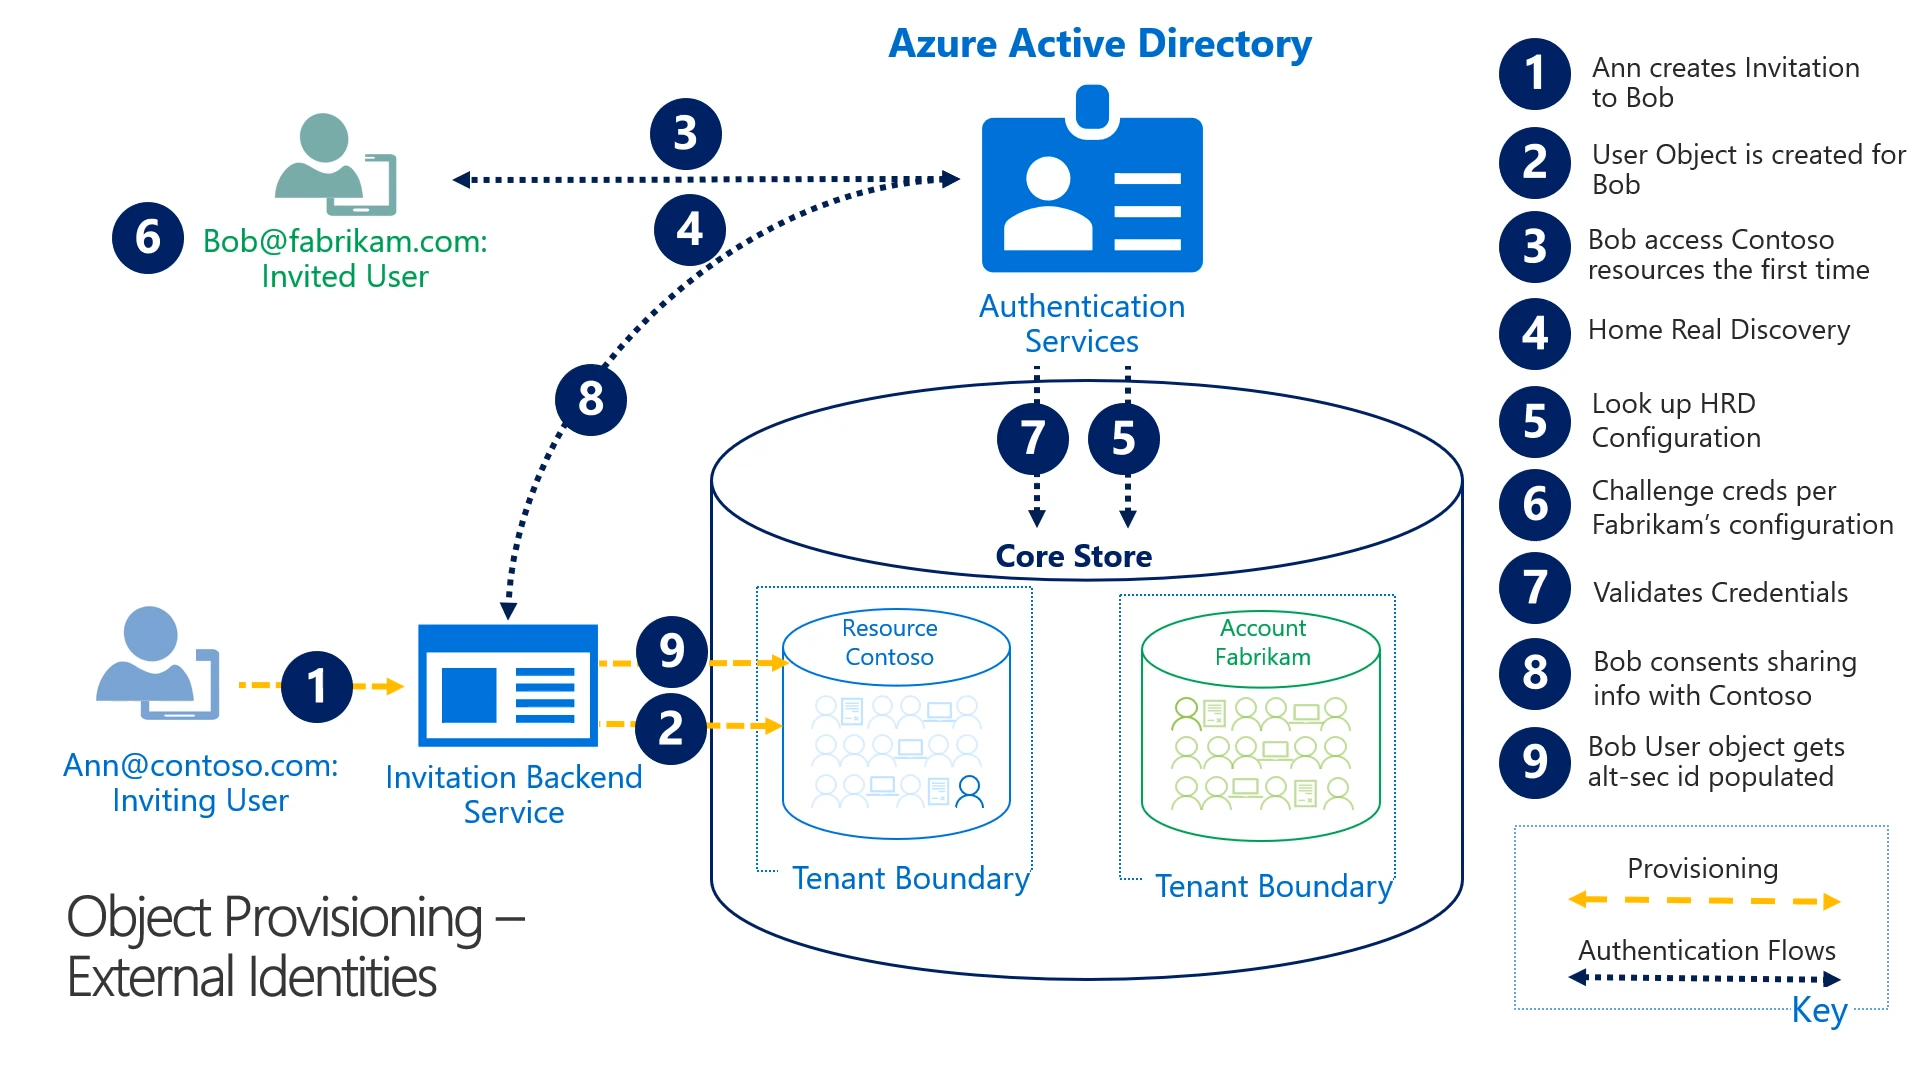 Azure Active Directory
3
4
6
Bob@fabrikam.com:
Invited User
Authentication
Services
8
7
5
Core Store
Resource
Contoso
Account
Fabrikam
Tenant Boundary
Tenant Boundary
1
9
2
Ann@contoso.com:
Inviting User
Invitation Backend
Service
Object Provisioning –
External Identities
1
Ann creates Invitation
to Bob
2
User Object is created for
Bob
3
Bob access Contoso
resources the first time
4
Home Real Discovery
5
Look up HRD
Configuration
6
Challenge creds per
Fabrikam’s configuration
7
Validates Credentials
8
Bob consents sharing
info with Contoso
9
Bob User object gets
alt-sec id populated
Provisioning
Authentication Flows
Key